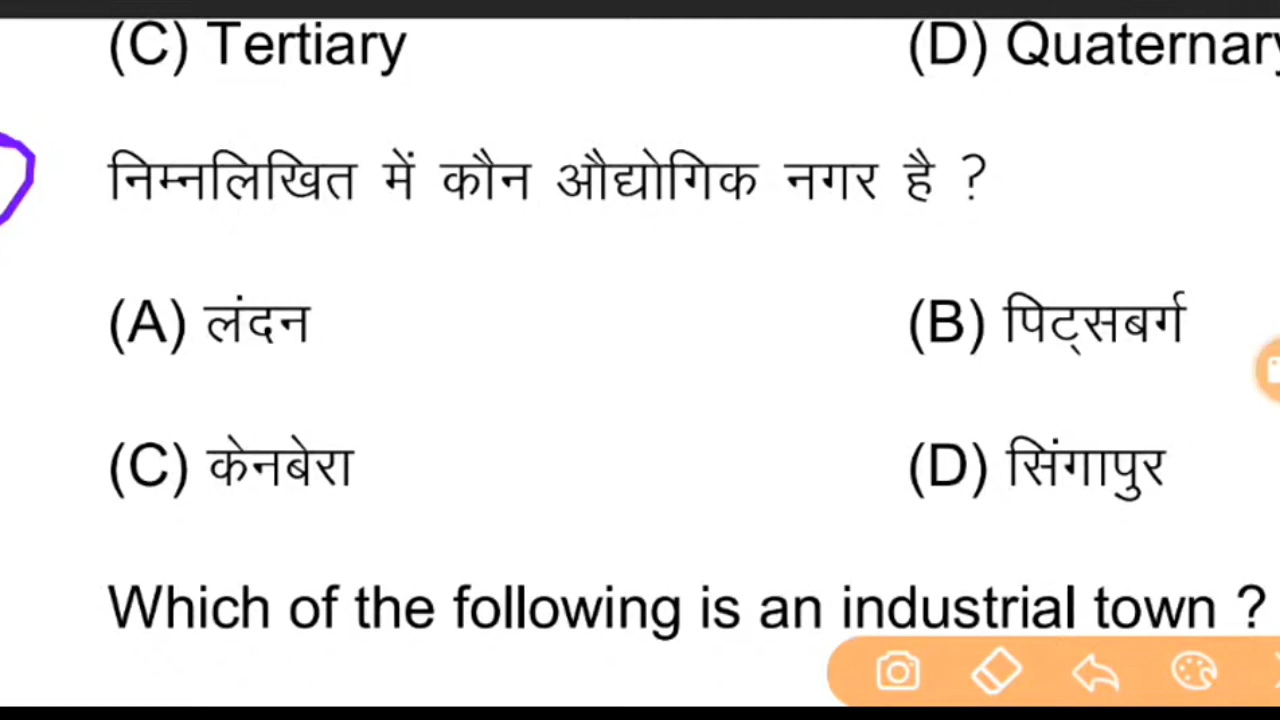 (C) Tertiary (D) Quaternary
निम्नलिखित में कौन औद्योगिक नगर है ?
(A) लंदन (B) पिट्सबर्ग
(C) केनबेरा (D) सिंगापुर
Which of the following is an industrial town ?